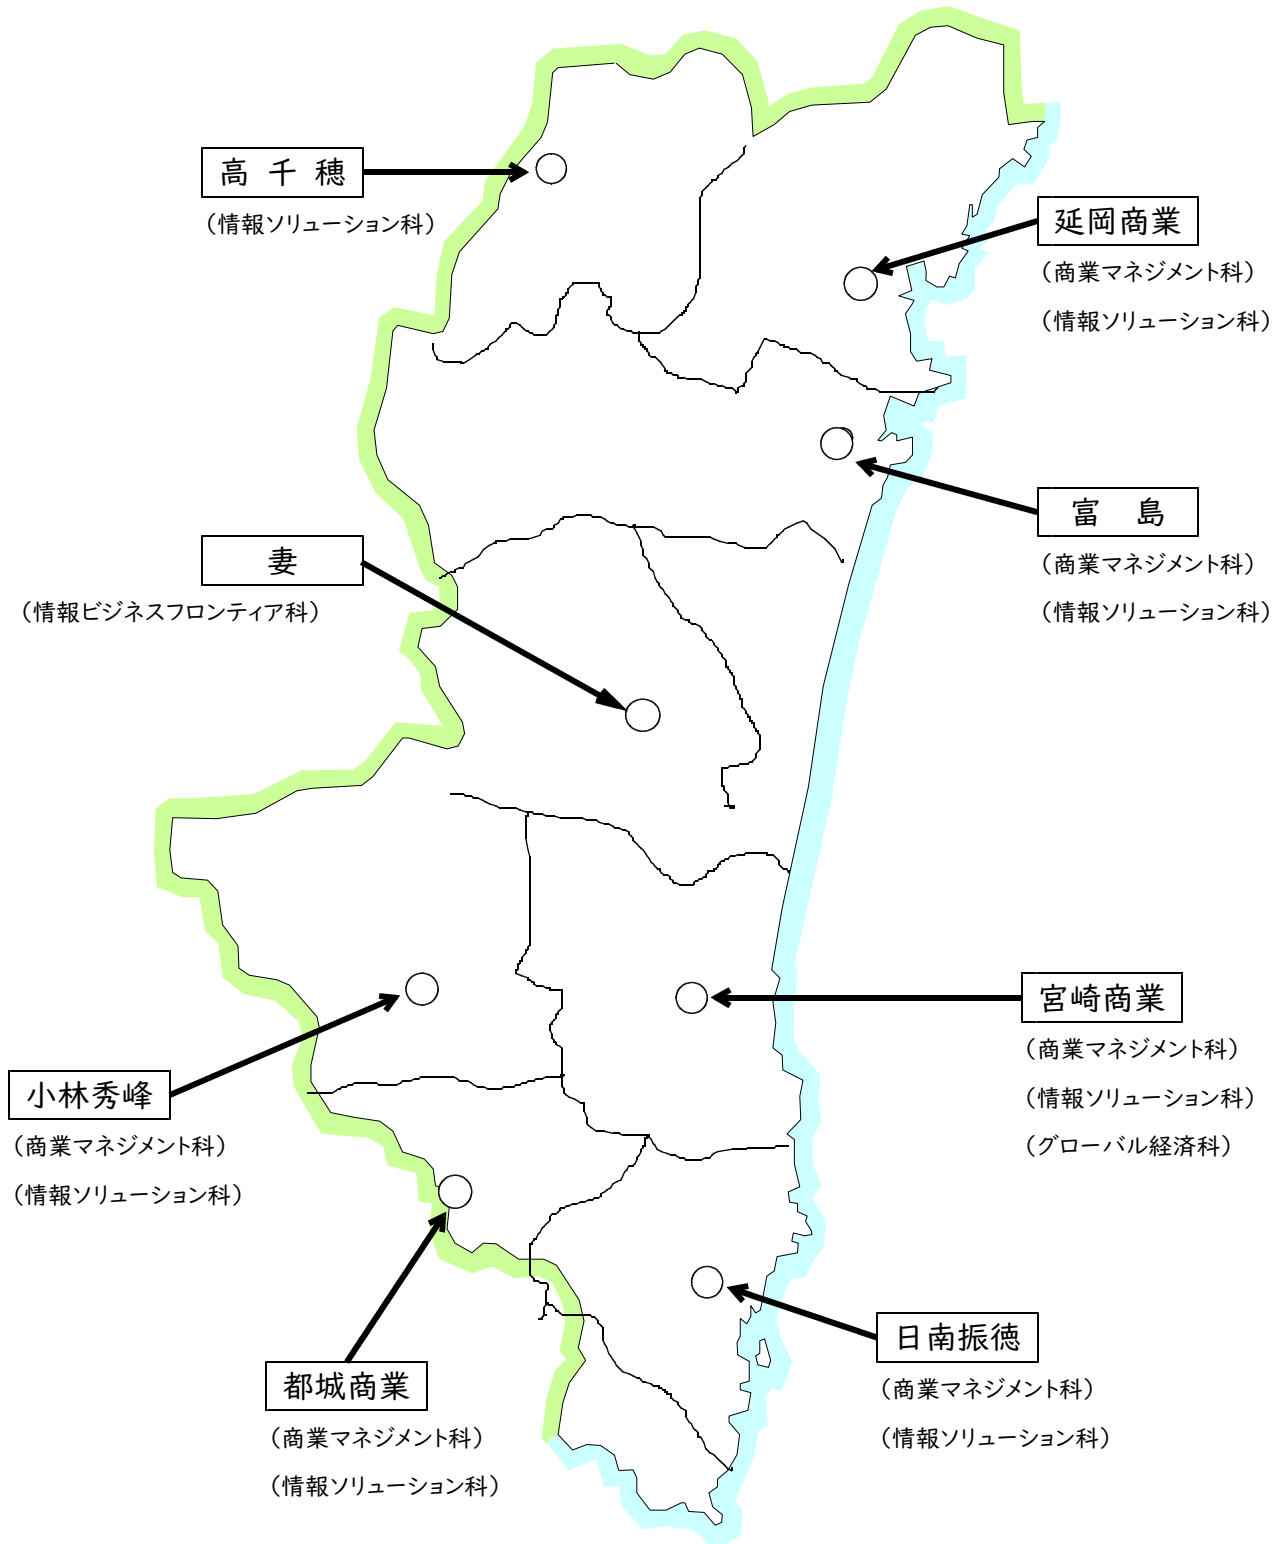 高 千 穂
（情報ソリューション科）
延岡商業
（商業マネジメント科）
（情報ソリューション科）
富　島
（商業マネジメント科）
（情報ソリューション科）
妻
（情報ビジネスフロンティア科）
宮崎商業
（商業マネジメント科）
（情報ソリューション科）
（グローバル経済科）
小林秀峰
（商業マネジメント科）
（情報ソリューション科）
日南振徳
（商業マネジメント科）
（情報ソリューション科）
都城商業
（商業マネジメント科）
（情報ソリューション科）